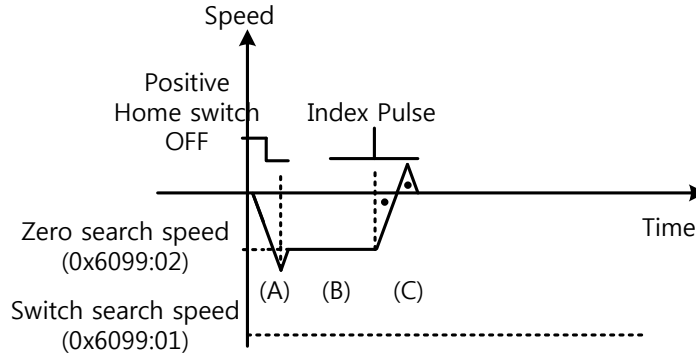 Speed
Positive
Home switch
OFF
Index Pulse
Time
Zero search speed
(0x6099:02)
(A)
(B)
(C)
Switch search speed
(0x6099:01)